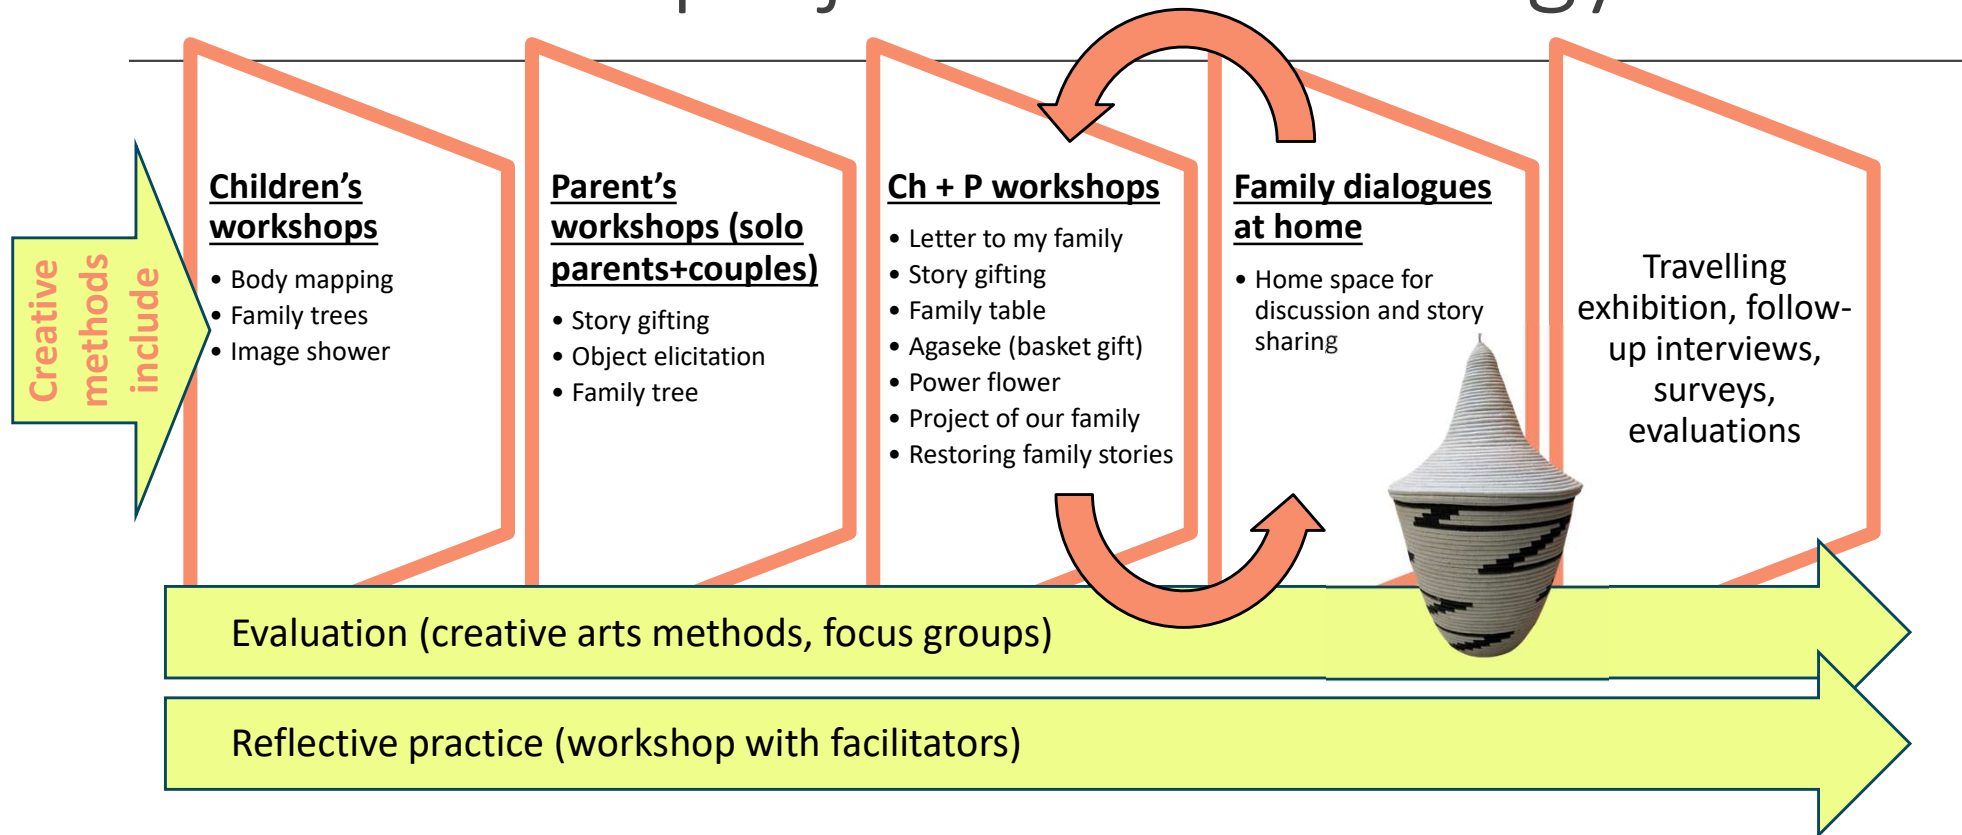 Creative
methods
include
Children’s
workshops
• Body mapping
• Family trees
• Image shower
Parent’s
workshops (solo
parents+couples)
• Story gifting
• Object elicitation
• Family tree
Ch + P workshops
• Letter to my family
• Story gifting
• Family table
• Agaseke (basket gift)
• Power flower
• Project of our family
• Restoring family stories
Family dialogues
at home
• Home space for
discussion and story
sharing
Travelling
exhibition, follow-
up interviews,
surveys,
evaluations
Evaluation (creative arts methods, focus groups)
Reflective practice (workshop with facilitators)